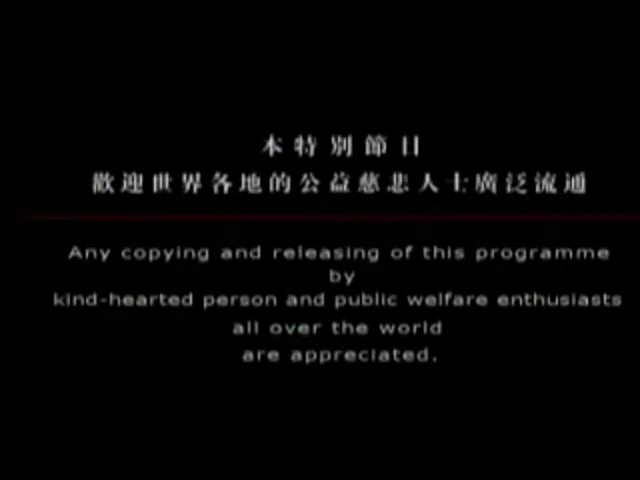 本特別節目
歡迎世界各地的公益慈悲人士廣泛流通
Any copying and releasing of this programme
by
kind-hearted person and public welfare enthusiasts
all over the world
are appreciated.